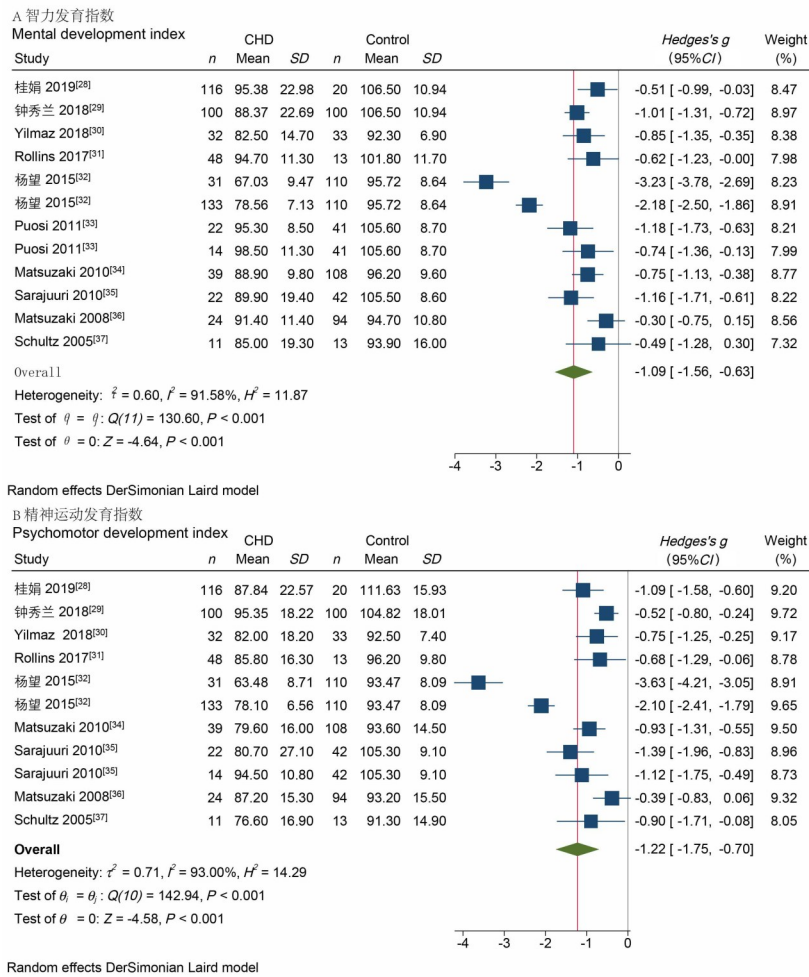 A 智力发育指数
Mental development index
CHD Control Hedges's g Weight
Study n Mean SD n Mean SD (95%CI) (%)
桂娟 2019[28] 116 95.38 22.98 20 106.50 10.94 -0.51 [ -0.99, -0.03] 8.47
钟秀兰 2018[29] 100 88.37 22.69 100 106.50 10.94 -1.01 [ -1.31, -0.72] 8.97
Yilmaz 2018[30] 32 82.50 14.70 33 92.30 6.90 -0.85 [ -1.35, -0.35] 8.38
Rollins 2017[31] 48 94.70 11.30 13 101.80 11.70 -0.62 [ -1.23, -0.00] 7.98
杨望 2015[32] 31 67.03 9.47 110 95.72 8.64 -3.23 [ -3.78, -2.69] 8.23
杨望 2015[32] 133 78.56 7.13 110 95.72 8.64 -2.18 [ -2.50, -1.86] 8.91
Puosi 2011[33] 22 95.30 8.50 41 105.60 8.70 -1.18 [ -1.73, -0.63] 8.21
Puosi 2011[33] 14 98.50 11.30 41 105.60 8.70 -0.74 [ -1.36, -0.13] 7.99
Matsuzaki 2010[34] 39 88.90 9.80 108 96.20 9.60 -0.75 [ -1.13, -0.38] 8.77
Sarajuuri 2010[35] 22 89.90 19.40 42 105.50 8.60 -1.16 [ -1.71, -0.61] 8.22
Matsuzaki 2008[36] 24 91.40 11.40 94 94.70 10.80 -0.30 [ -0.75, 0.15] 8.56
Schultz 2005[37] 11 85.00 19.30 13 93.90 16.00 -0.49 [ -1.28, 0.30] 7.32
Overall -1.09 [ -1.56, -0.63]
Heterogeneity: τ² = 0.60, I² = 91.58%, H² = 11.87
Test of θ = θ: Q(11) = 130.60, P < 0.001
Test of θ = 0: Z = -4.64, P < 0.001
-4 -3 -2 -1 0
Random effects DerSimonian Laird model
B 精神运动发育指数
Psychomotor development index
CHD Control Hedges's g Weight
Study n Mean SD n Mean SD (95%CI) (%)
桂娟 2019[28] 116 87.84 22.57 20 111.63 15.93 -1.09 [ -1.58, -0.60] 9.20
钟秀兰 2018[29] 100 95.35 18.22 100 104.82 18.01 -0.52 [ -0.80, -0.24] 9.72
Yilmaz 2018[30] 32 82.00 18.20 33 92.50 7.40 -0.75 [ -1.25, -0.25] 9.17
Rollins 2017[31] 48 85.80 16.30 13 96.20 9.80 -0.68 [ -1.29, -0.06] 8.78
杨望 2015[32] 31 63.48 8.71 110 93.47 8.09 -3.63 [ -4.21, -3.05] 8.91
杨望 2015[32] 133 78.10 6.56 110 93.47 8.09 -2.10 [ -2.41, -1.79] 9.65
Matsuzaki 2010[34] 39 79.60 16.00 108 93.60 14.50 -0.93 [ -1.31, -0.55] 9.50
Sarajuuri 2010[35] 22 80.70 27.10 42 105.30 9.10 -1.39 [ -1.96, -0.83] 8.96
Sarajuuri 2010[35] 14 94.50 10.80 42 105.30 9.10 -1.12 [ -1.75, -0.49] 8.73
Matsuzaki 2008[36] 24 87.20 15.30 94 93.20 15.50 -0.39 [ -0.83, 0.06] 9.32
Schultz 2005[37] 11 76.60 16.90 13 91.30 14.90 -0.90 [ -1.71, -0.08] 8.05
Overall -1.22 [ -1.75, -0.70]
Heterogeneity: τ² = 0.71, I² = 93.00%, H² = 14.29
Test of θi = θj: Q(10) = 142.94, P < 0.001
Test of θ = 0: Z = -4.58, P < 0.001
-4 -3 -2 -1 0
Random effects DerSimonian Laird model